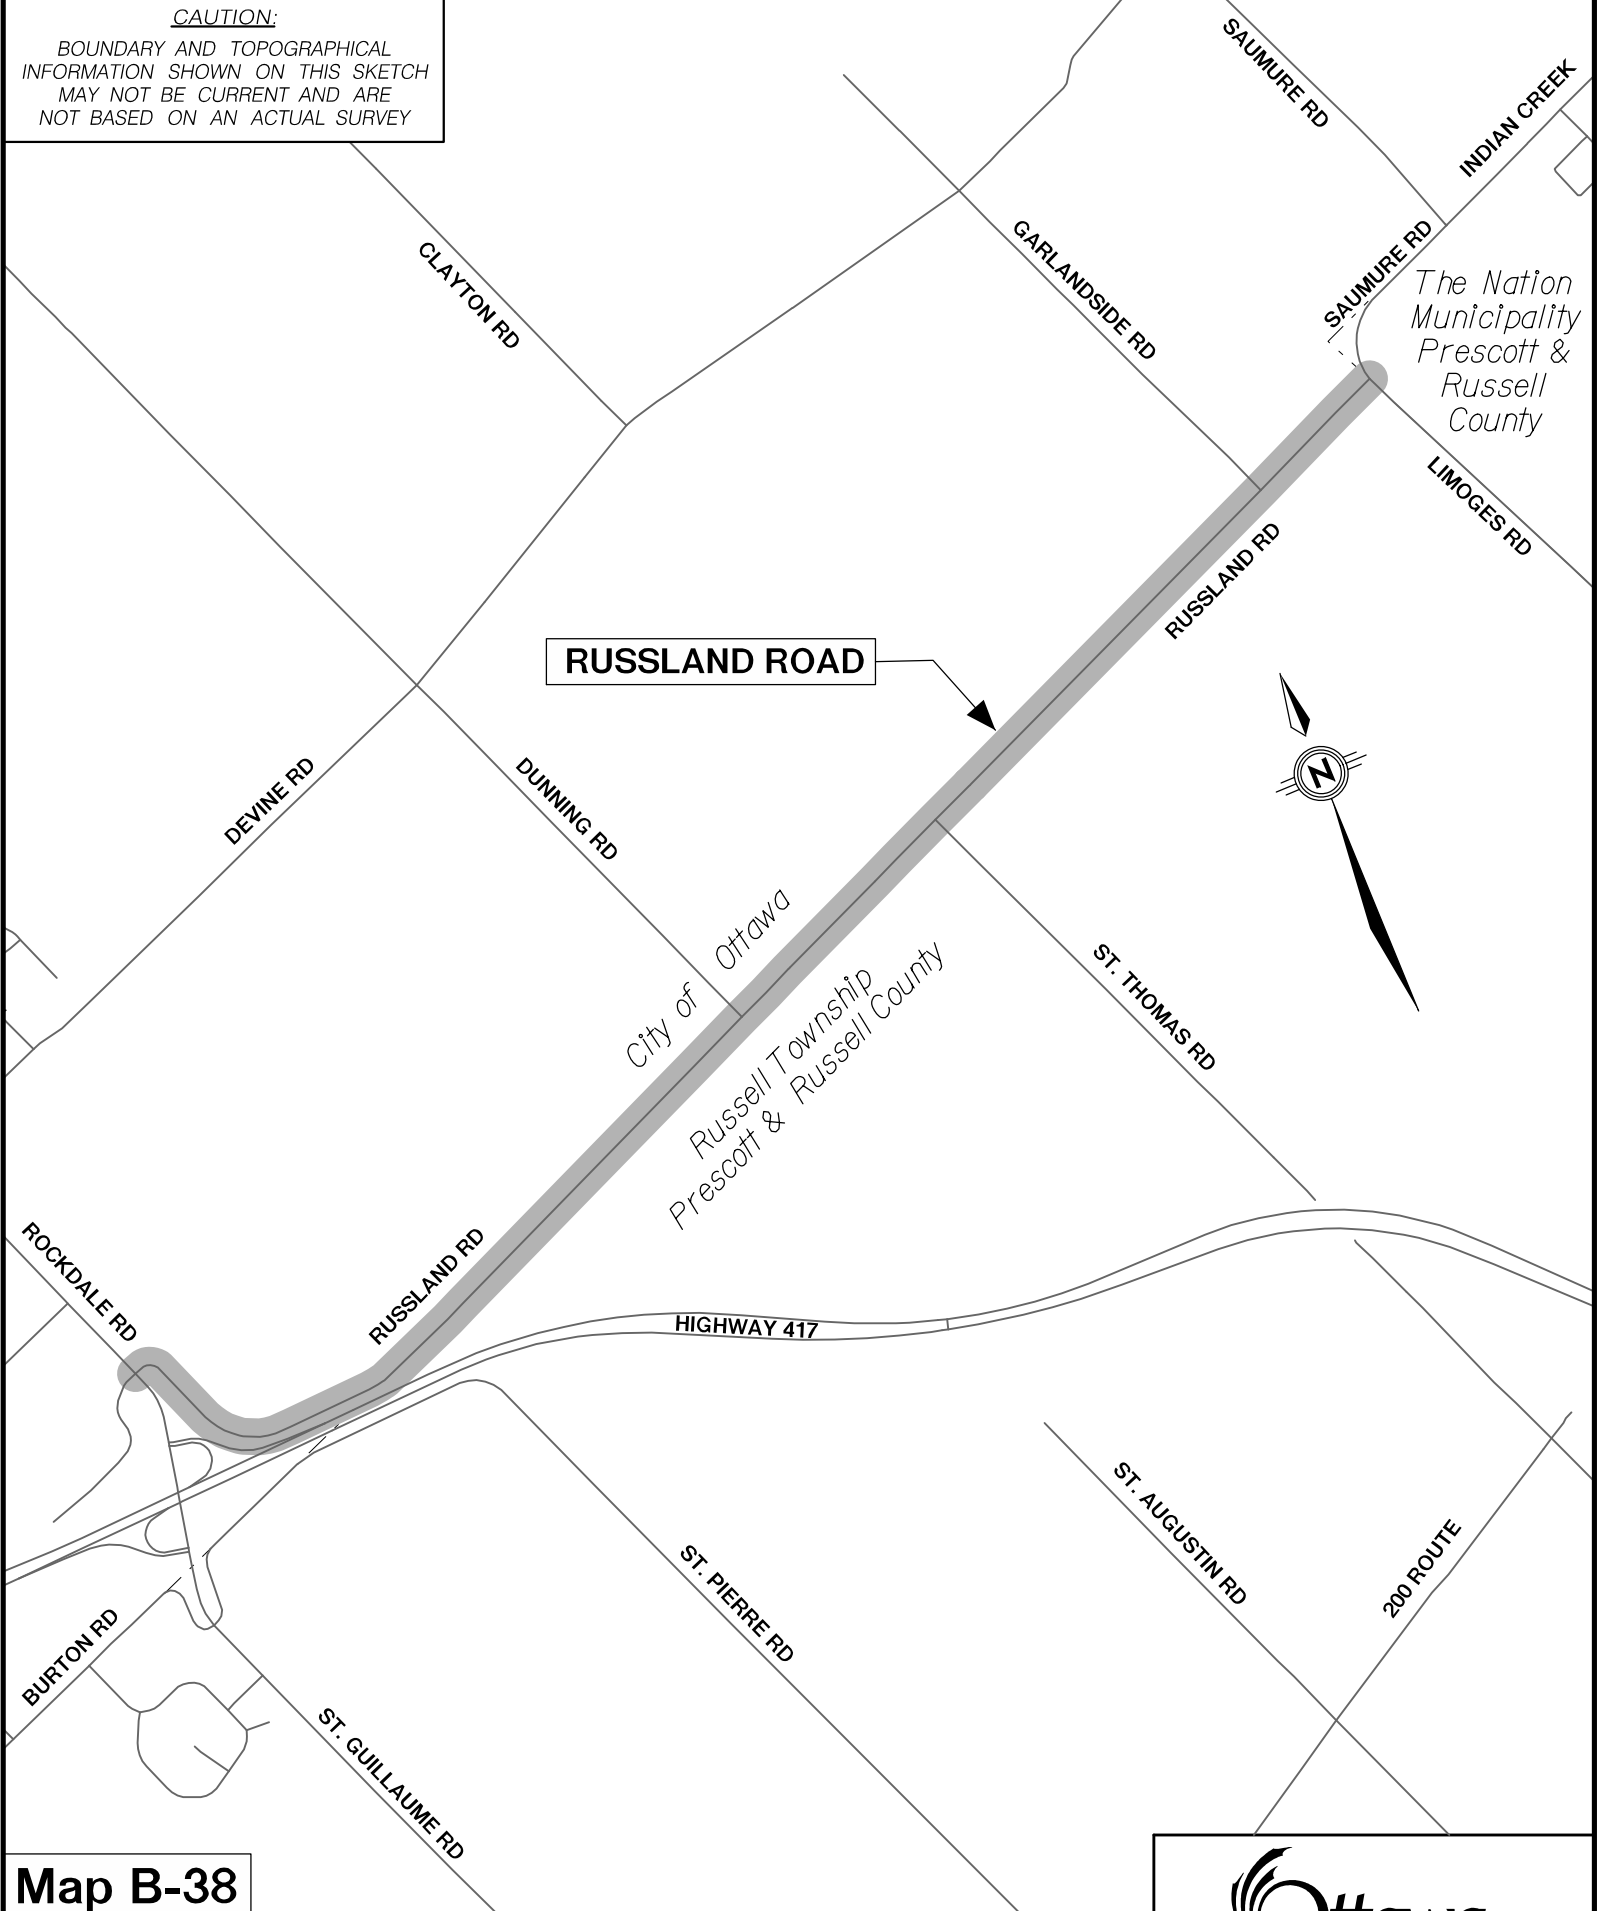 CAUTION:
BOUNDARY AND TOPOGRAPHICAL
INFORMATION SHOWN ON THIS SKETCH
MAY NOT BE CURRENT AND ARE
NOT BASED ON AN ACTUAL SURVEY
SAUMURE RD
INDIAN CREEK
CLAYTON RD
GARLANDSIDE RD
SAUMURE RD
The Nation
Municipality
Prescott &
Russell
County
LIMOGES RD
RUSSLAND RD
RUSSLAND ROAD
N
DEVINE RD
DUNNING RD
City of Ottawa
Russell Township
Prescott & Russell County
ST. THOMAS RD
ROCKDALE RD
RUSSLAND RD
HIGHWAY 417
ST. AUGUSTIN RD
200 ROUTE
ST. PIERRE RD
BURTON RD
ST. GUILLAUME RD
Map B-38
Ottawa